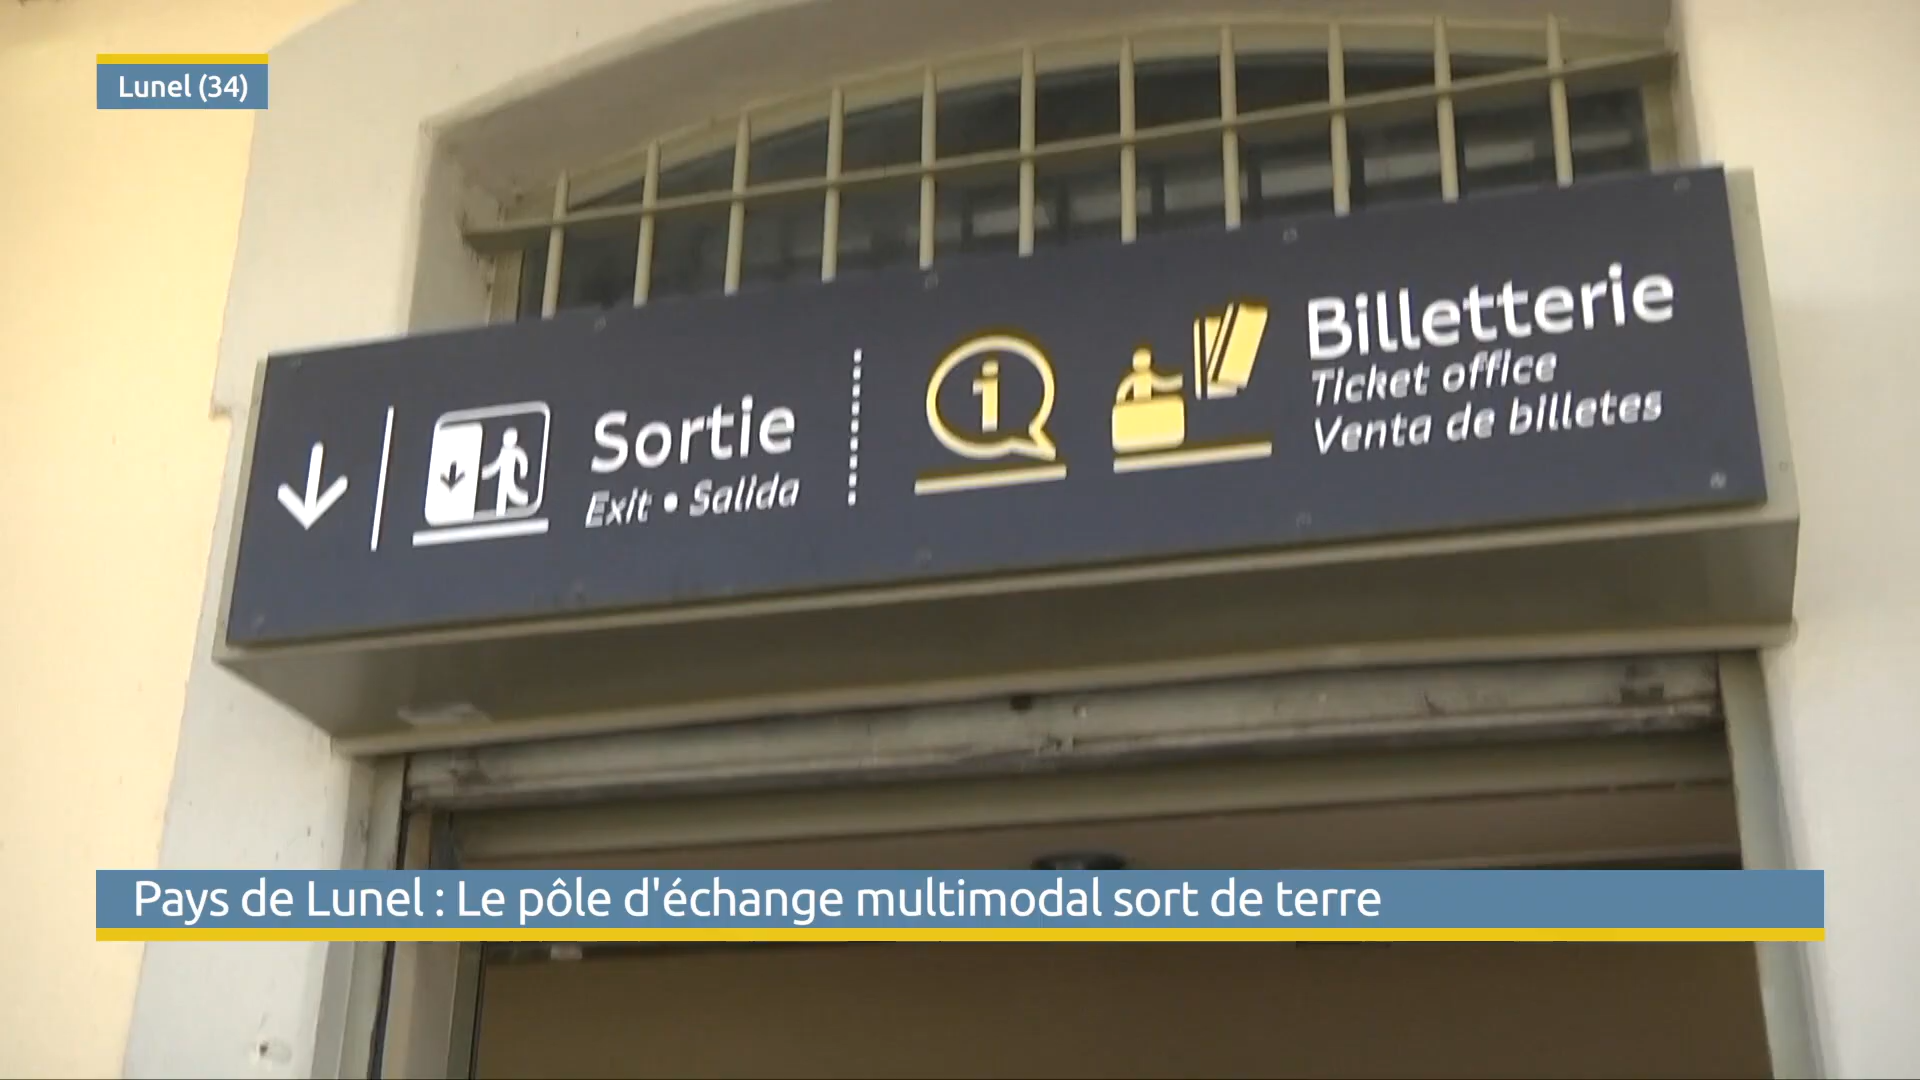 Lunel (34)
Sortie
Exit • Salida
Billetterie
Ticket office
Venta de billetes
Pays de Lunel : Le pôle d'échange multimodal sort de terre